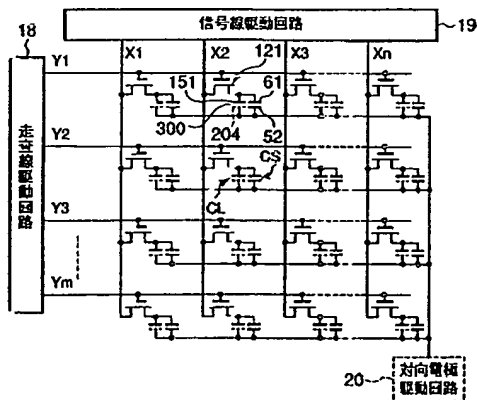 信号線駆動回路
19
18
X1 X2 X3 Xn
Y1
121
151
61
300
204
52
Y2
走査線駆動回路
CS
CL
Y3
Ym
20
対向電極
駆動回路